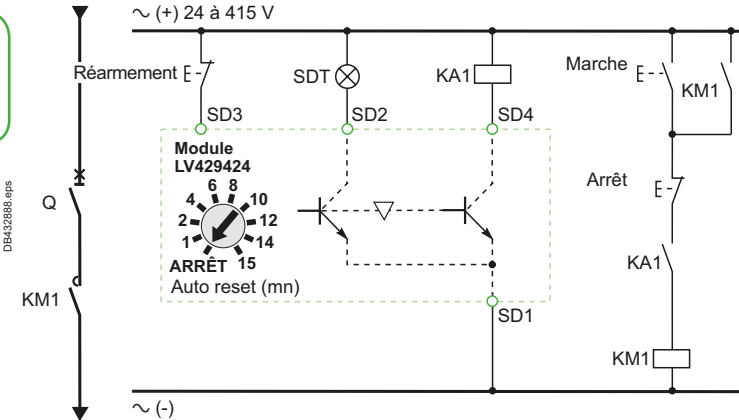 ∼ (+) 24 à 415 V
Réarmement
SDT
KA1
Marche
KM1
SD3
SD2
SD4
Module
LV429424
6 8
4 10
2 12
1 14
ARRÊT 15
Auto reset (mn)
Arrêt
Q
DB432888.eps
KA1
KM1
SD1
KM1
∼ (-)